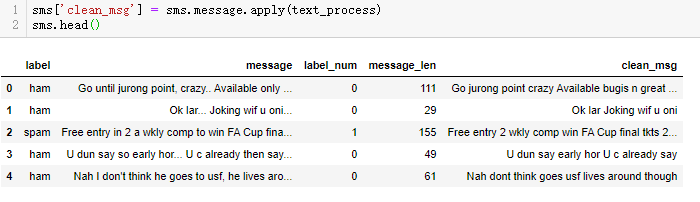 1 sms['clean_msg'] = sms.message.apply(text_process)
2 sms.head()
label message label_num message_len clean_msg
0 ham Go until jurong point, crazy.. Available only ... 0 111 Go jurong point crazy Available bugis n great ...
1 ham Ok lar... Joking wif u oni... 0 29 Ok lar Joking wif u oni
2 spam Free entry in 2 a wkly comp to win FA Cup fina... 1 155 Free entry 2 wkly comp win FA Cup final tkts 2...
3 ham U dun say so early hor... U c already then say... 0 49 U dun say early hor U c already say
4 ham Nah I don't think he goes to usf, he lives aro... 0 61 Nah dont think goes usf lives around though